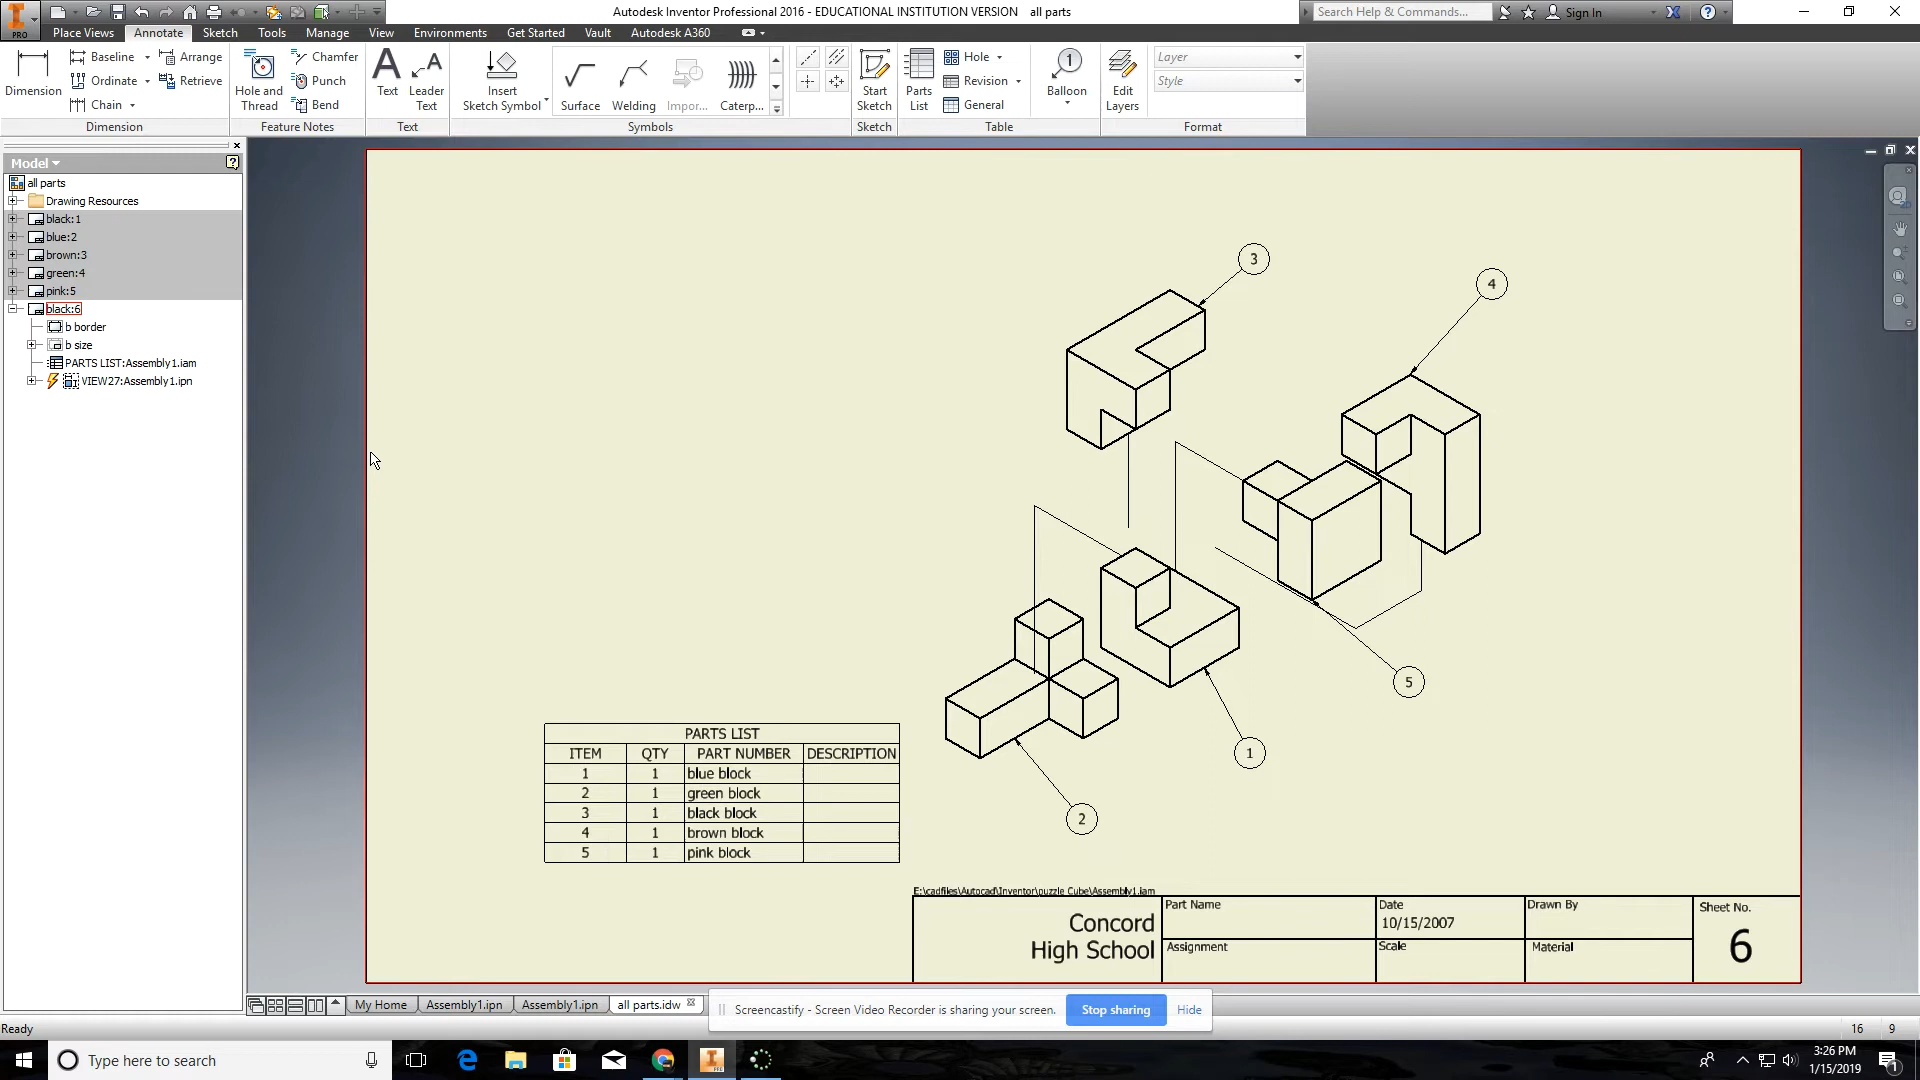 Autodesk Inventor Professional 2016 - EDUCATIONAL INSTITUTION VERSION all parts
Search Help & Commands...
Sign In
PRO
Place Views
Annotate
Sketch
Tools
Manage
View
Environments
Get Started
Vault
Autodesk A360
Dimension
Baseline
Ordinate
Chain
Arrange
Retrieve
Dimension
Hole and Thread
Chamfer
Punch
Bend
Feature Notes
Text
Leader Text
Text
Insert Sketch Symbol
Surface
Welding
Impor...
Caterp...
Symbols
Start Sketch
Sketch
Parts List
Hole
Revision
General
Table
1
Balloon
Edit Layers
Layer
Style
Format
Model
all parts
Drawing Resources
black:1
blue:2
brown:3
green:4
pink:5
black:6
b border
b size
PARTS LIST:Assembly1.iam
VIEW27:Assembly1.ipn
3
4
5
1
2
PARTS LIST
ITEM QTY PART NUMBER DESCRIPTION
1 1 blue block
2 1 green block
3 1 black block
4 1 brown block
5 1 pink block
E:\cadfiles\Autocad\Inventor\puzzle Cube\Assembly1.iam
Concord
High School
Part Name
Assignment
Date
10/15/2007
Scale
Drawn By
Material
Sheet No.
6
My Home
Assembly1.ipn
Assembly1.ipn
all parts.idw
Screencastify - Screen Video Recorder is sharing your screen.
Stop sharing
Hide
Ready
16 9
Type here to search
3:26 PM
1/15/2019
1